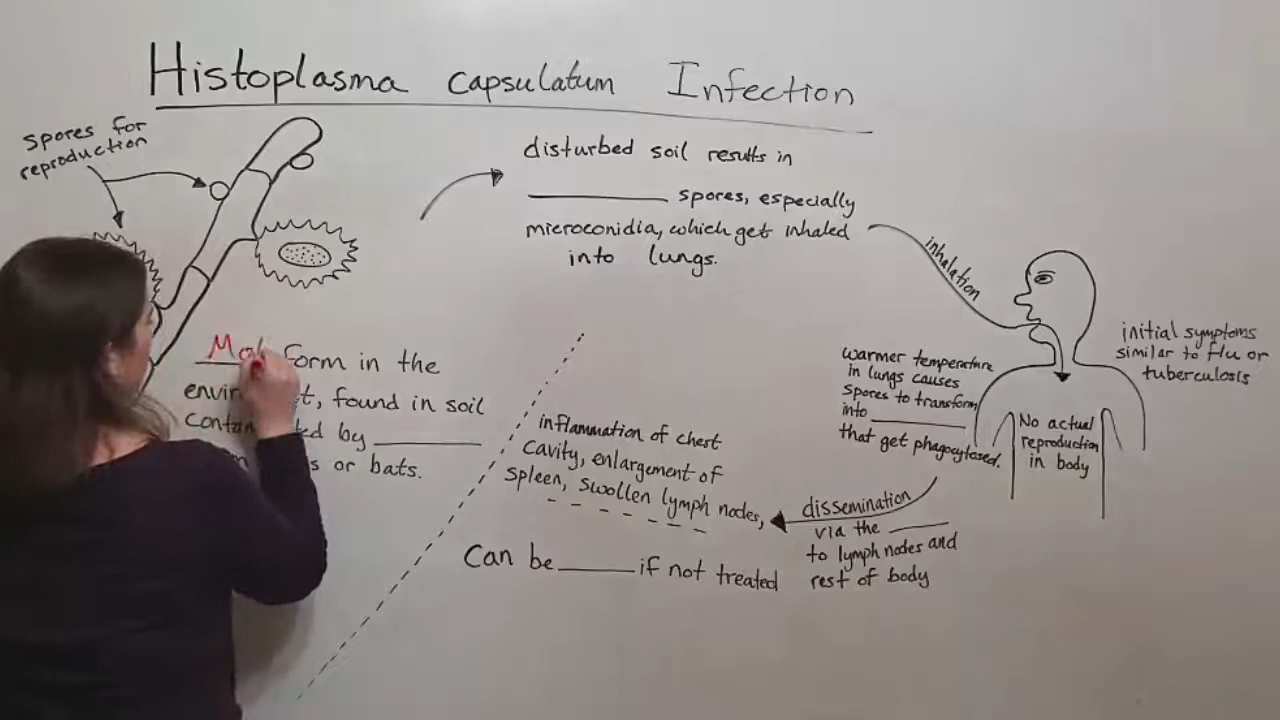 Histoplasma capsulatum Infection
spores for
reproduction
disturbed soil results in
spores, especially
microconidia, which get inhaled
into lungs.
inhalation
initial symptoms
similar to flu or
tuberculosis
warmer temperature
in lungs causes
spores to transform
into
that get phagocytosed.
No actual
reproduction
in body
form in the
found in soil
by
or bats.
inflammation of chest
cavity, enlargement of
spleen, swollen lymph nodes,
dissemination
via the
to lymph nodes and
rest of body
Can be if not treated